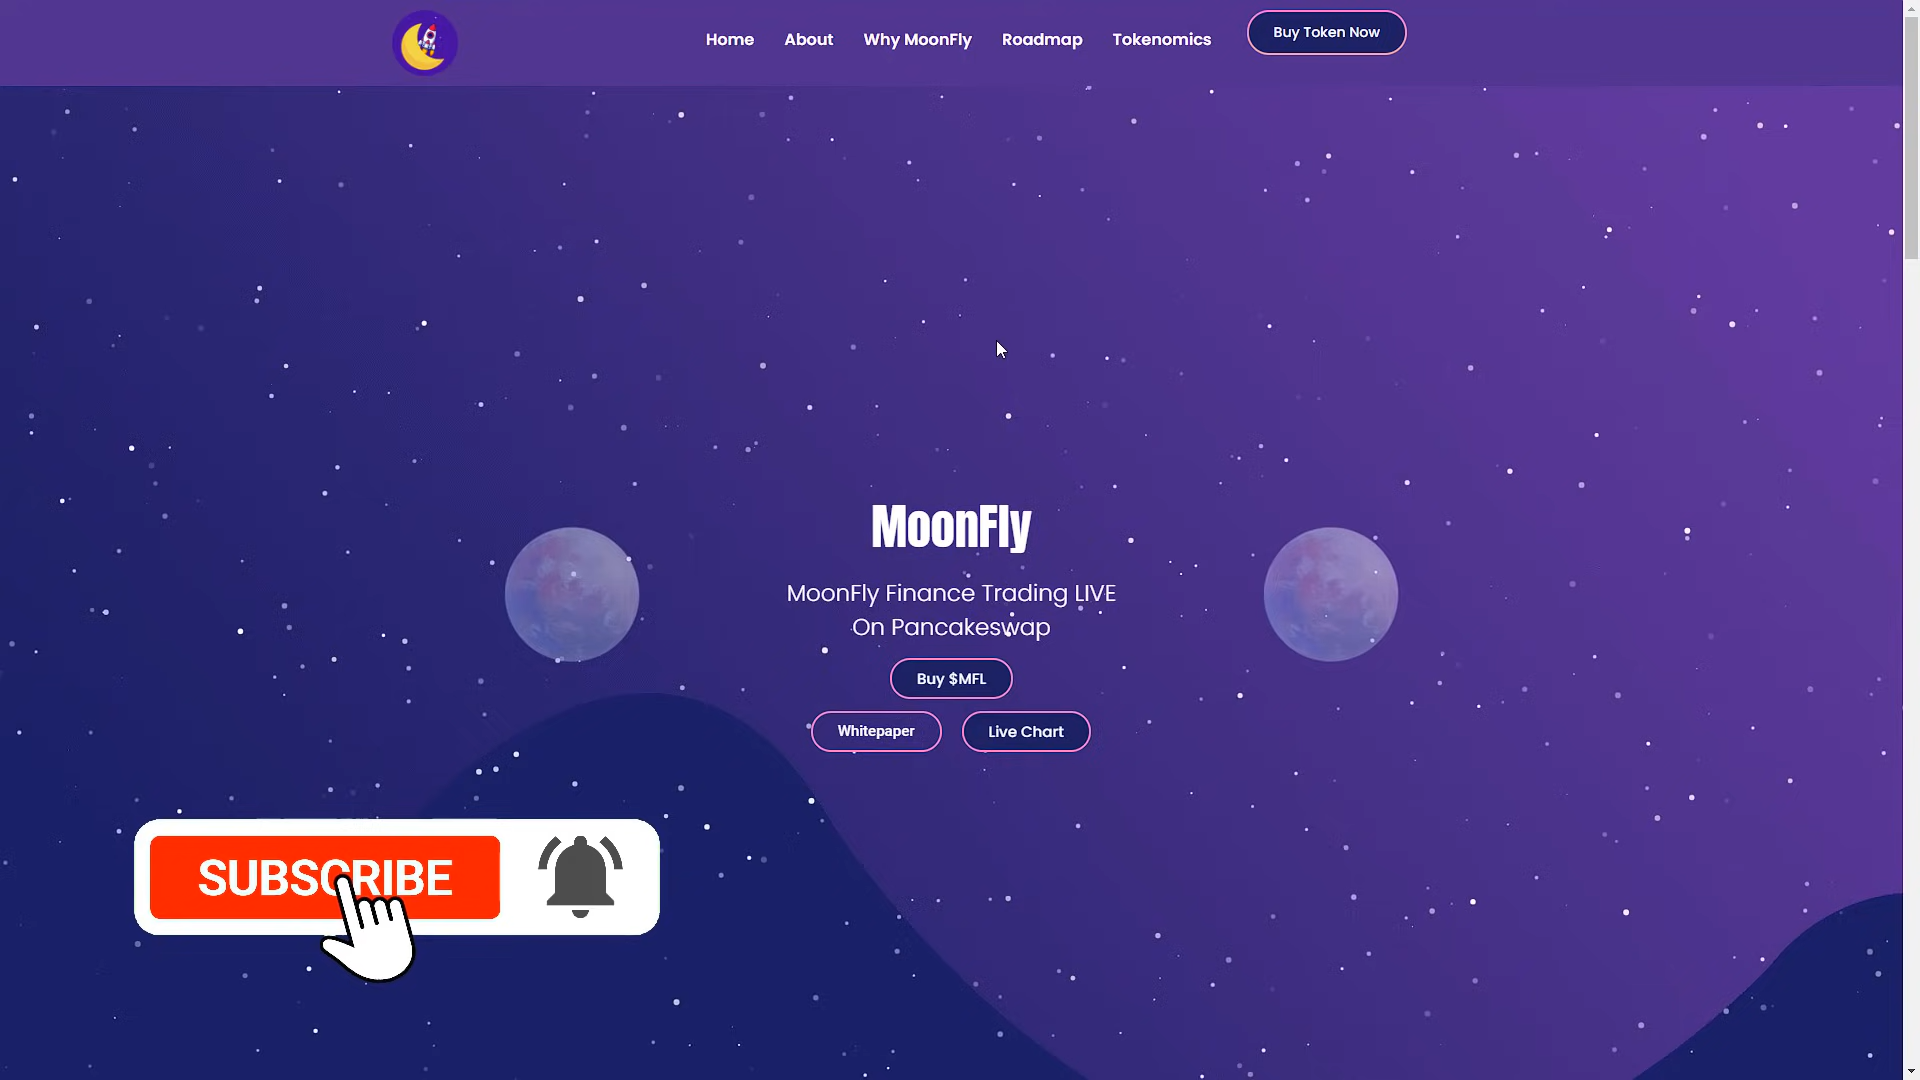 Home About Why MoonFly Roadmap Tokenomics Buy Token Now
MoonFly
MoonFly Finance Trading LIVE
On Pancakeswap
Buy $MFL
Whitepaper Live Chart
SUBSCRIBE